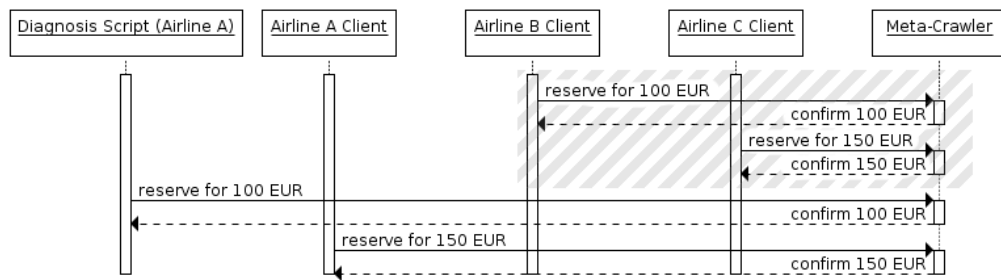 Diagnosis Script (Airline A)
Airline A Client
Airline B Client
Airline C Client
Meta-Crawler
reserve for 100 EUR
confirm 100 EUR
reserve for 150 EUR
confirm 150 EUR
reserve for 100 EUR
confirm 100 EUR
reserve for 150 EUR
confirm 150 EUR